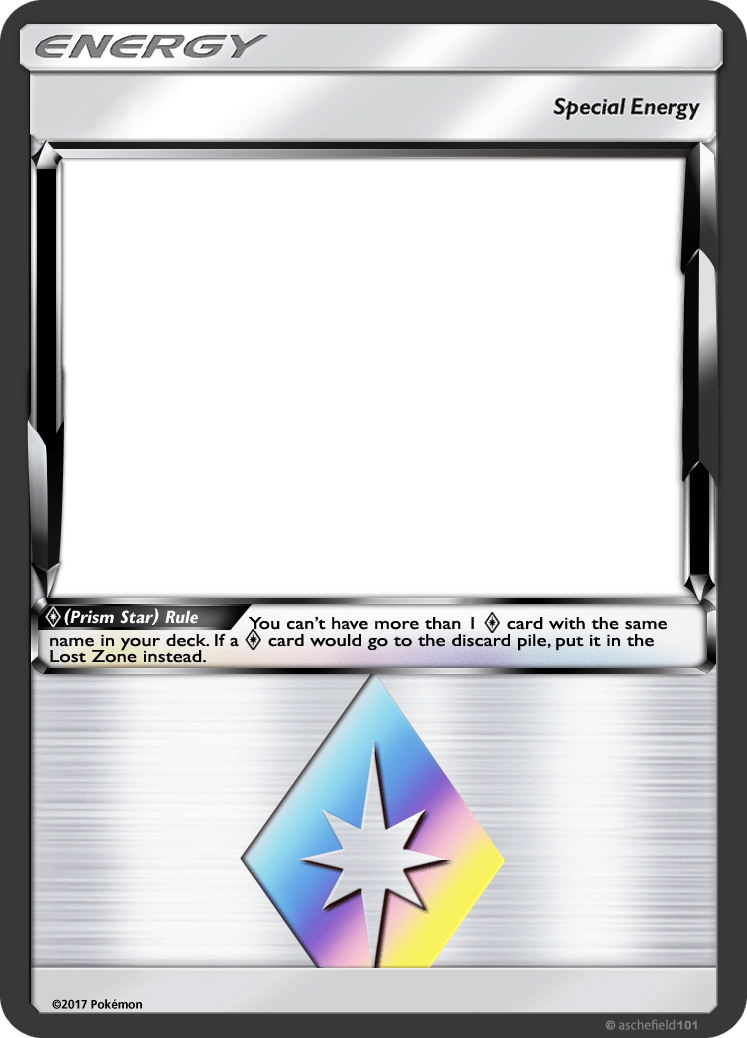 ENERGY
Special Energy
(Prism Star) Rule You can't have more than 1 card with the same
name in your deck. If a card would go to the discard pile, put it in the
Lost Zone instead.
©2017 Pokémon
© aschefield101